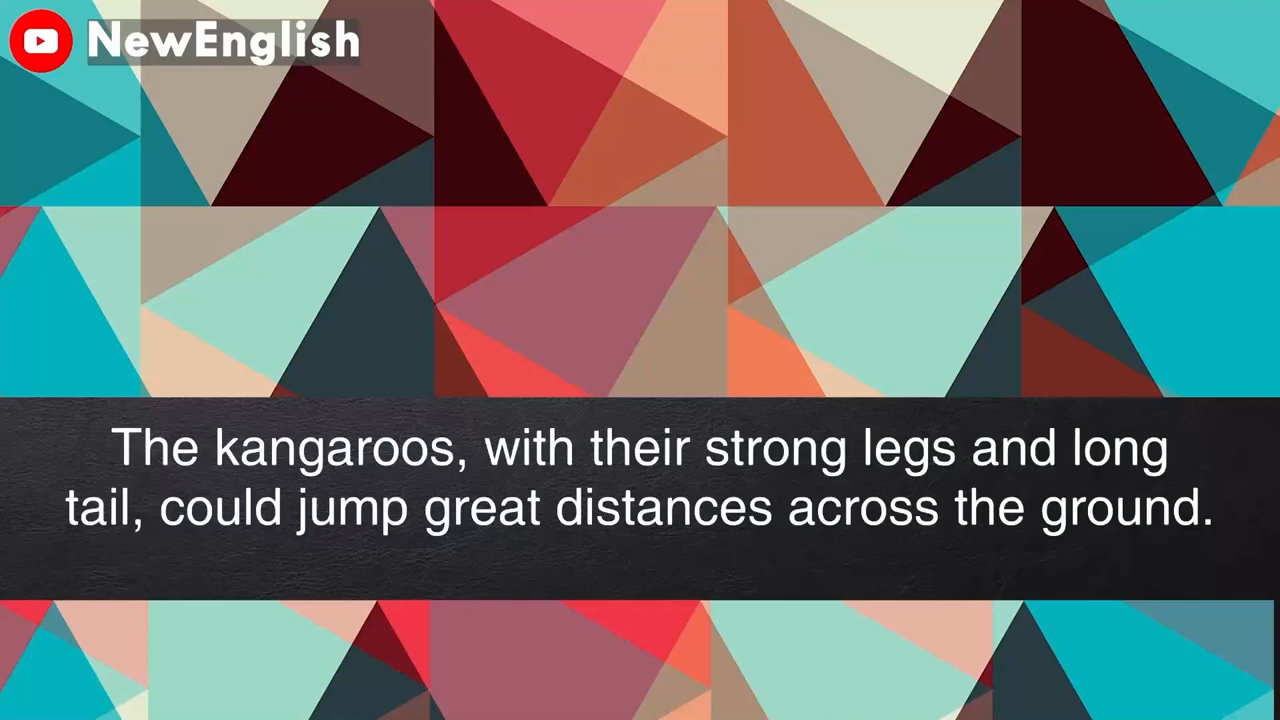 NewEnglish
The kangaroos, with their strong legs and long
tail, could jump great distances across the ground.